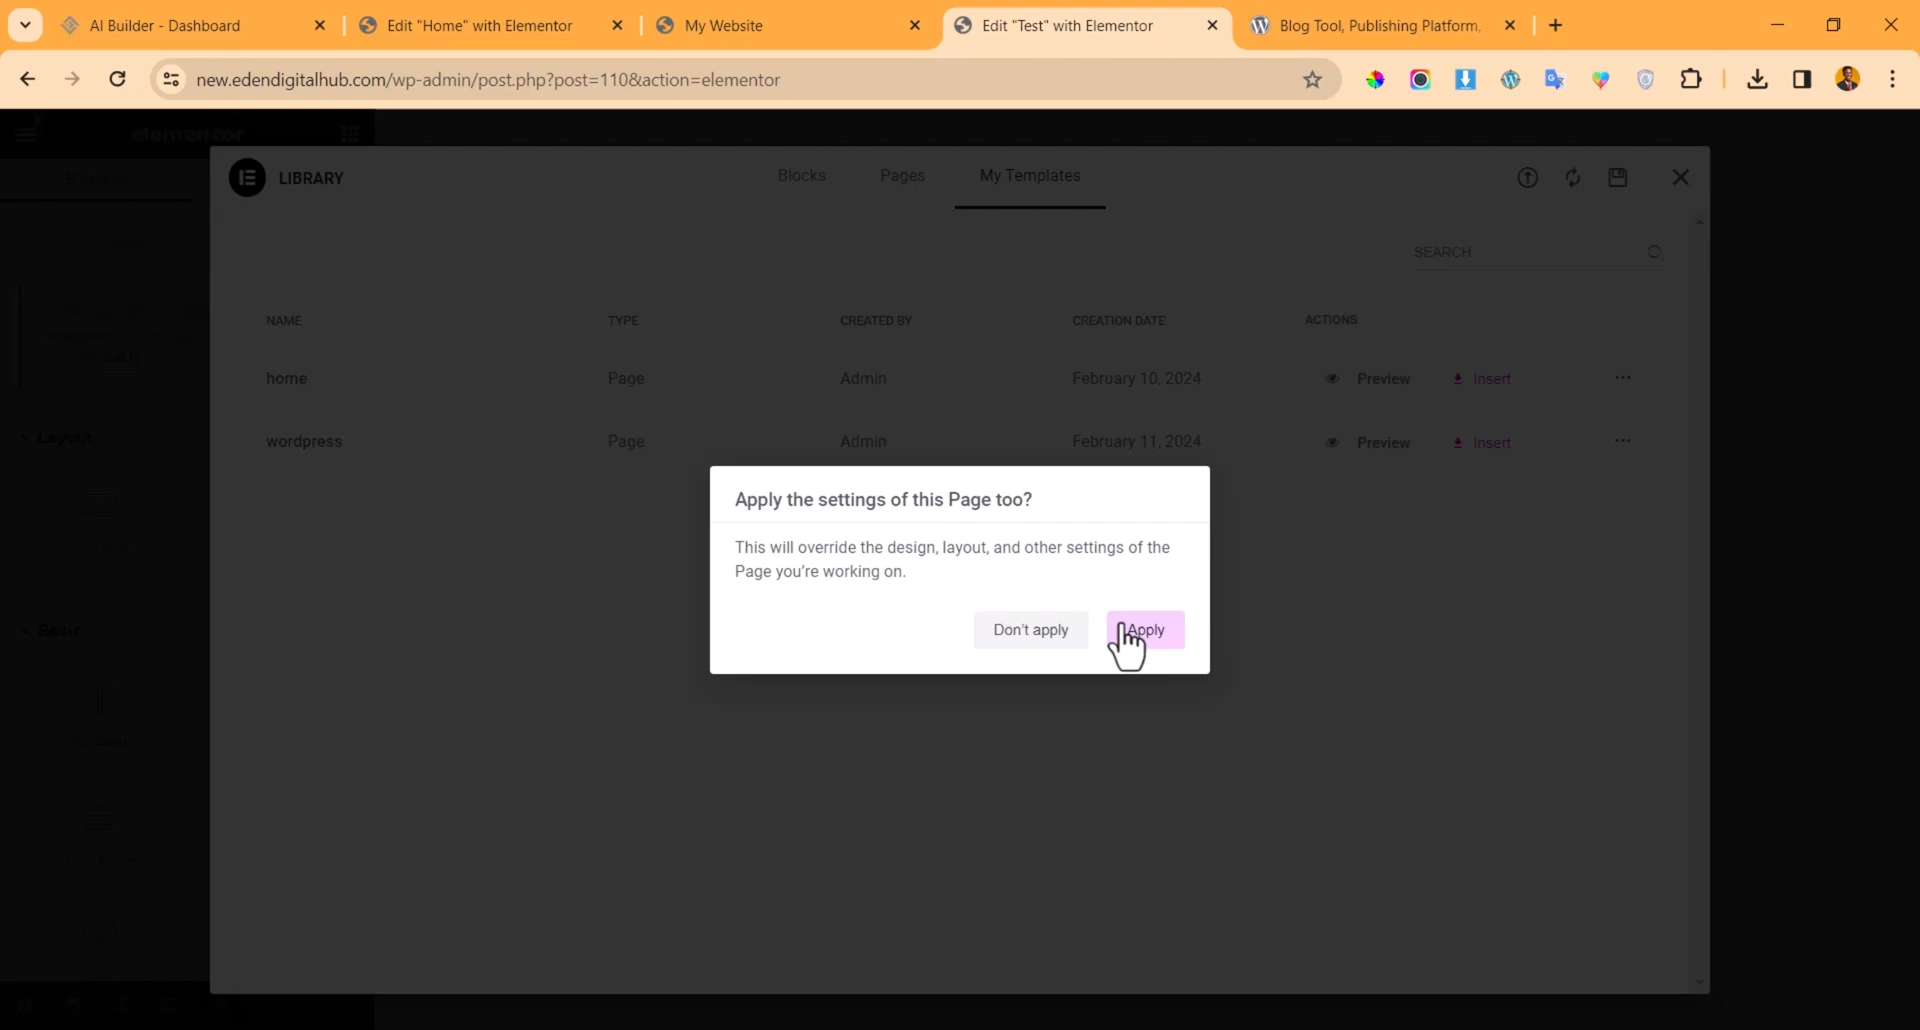 AI Builder - Dashboard
Edit "Home" with Elementor
My Website
Edit "Test" with Elementor
Blog Tool, Publishing Platform,
new.edendigitalhub.com/wp-admin/post.php?post=110&action=elementor
elementor
LIBRARY
Blocks
Pages
My Templates
SEARCH
NAME
TYPE
CREATED BY
CREATION DATE
ACTIONS
home
Page
Admin
February 10, 2024
Preview
Insert
wordpress
Page
Admin
February 11, 2024
Preview
Insert
Layout
Basic
Apply the settings of this Page too?
This will override the design, layout, and other settings of the
Page you're working on.
Don't apply
Apply